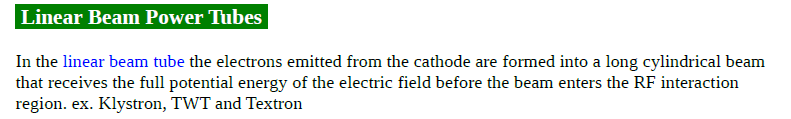 Linear Beam Power Tubes
In the linear beam tube the electrons emitted from the cathode are formed into a long cylindrical beam
that receives the full potential energy of the electric field before the beam enters the RF interaction
region. ex. Klystron, TWT and Textron